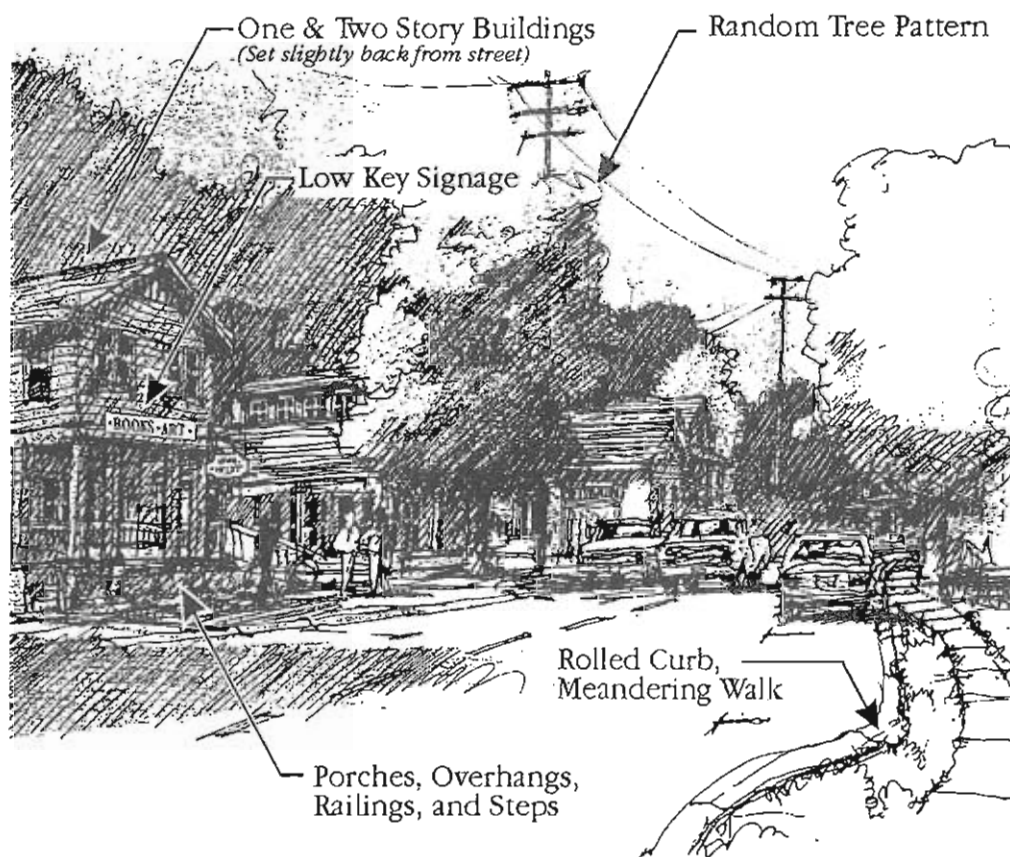 One & Two Story Buildings
(Set slightly back from street)
Random Tree Pattern
Low Key Signage
·BOOKS·ART·
Rolled Curb,
Meandering Walk
Porches, Overhangs,
Railings, and Steps